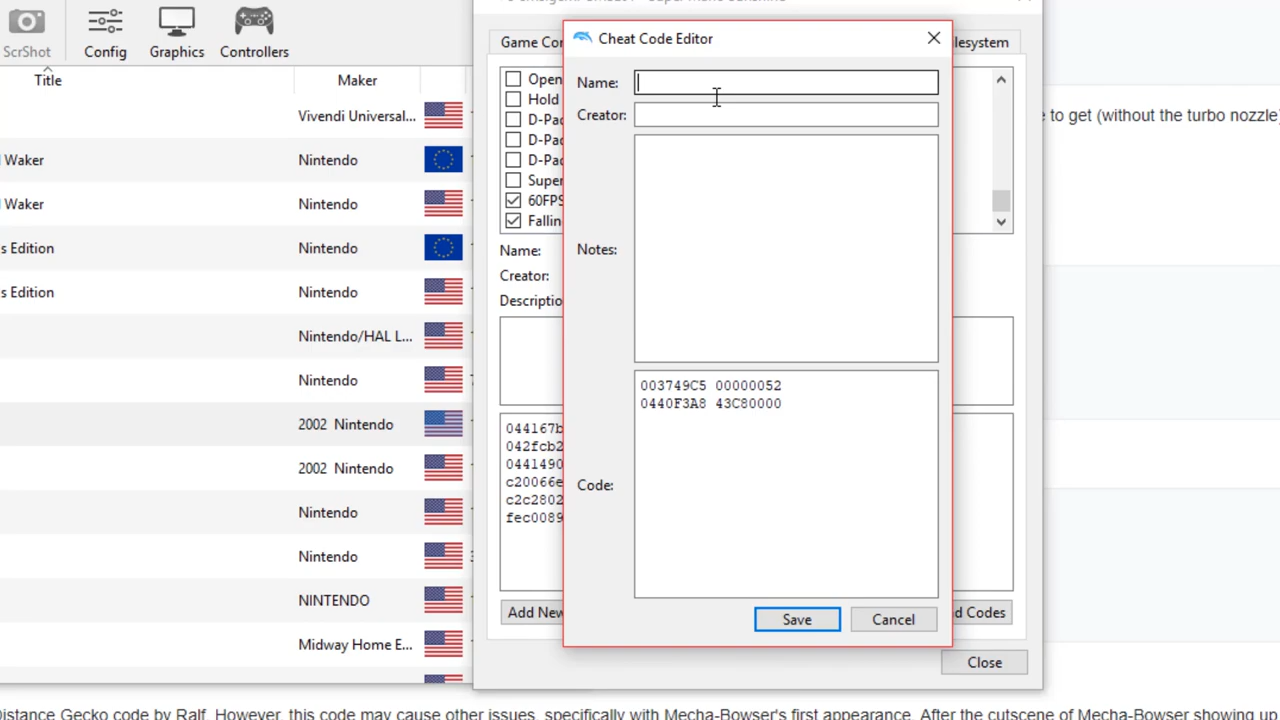 ScrShot
Config
Graphics
Controllers
Title
Maker
Vivendi Universal...
Waker
Nintendo
Waker
Nintendo
s Edition
Nintendo
s Edition
Nintendo
Nintendo/HAL L...
Nintendo
2002 Nintendo
2002 Nintendo
Nintendo
Nintendo
NINTENDO
Midway Home E...
Game Con
lesystem
Open
Hold
D-Pad
D-Pad
D-Pad
Super
60FPS
Fallin
Name:
Creator:
Descriptio
044167b
042fcb2
0441490
c20066e
c2c2802
fec0089
Add New
d Codes
Close
Cheat Code Editor
Name:
Creator:
Notes:
Code:
003749C5 00000052
0440F3A8 43C80000
Save
Cancel
e to get (without the turbo nozzle)
Distance Gecko code by Ralf. However, this code may cause other issues, specifically with Mecha-Bowser's first appearance. After the cutscene of Mecha-Bowser showing up